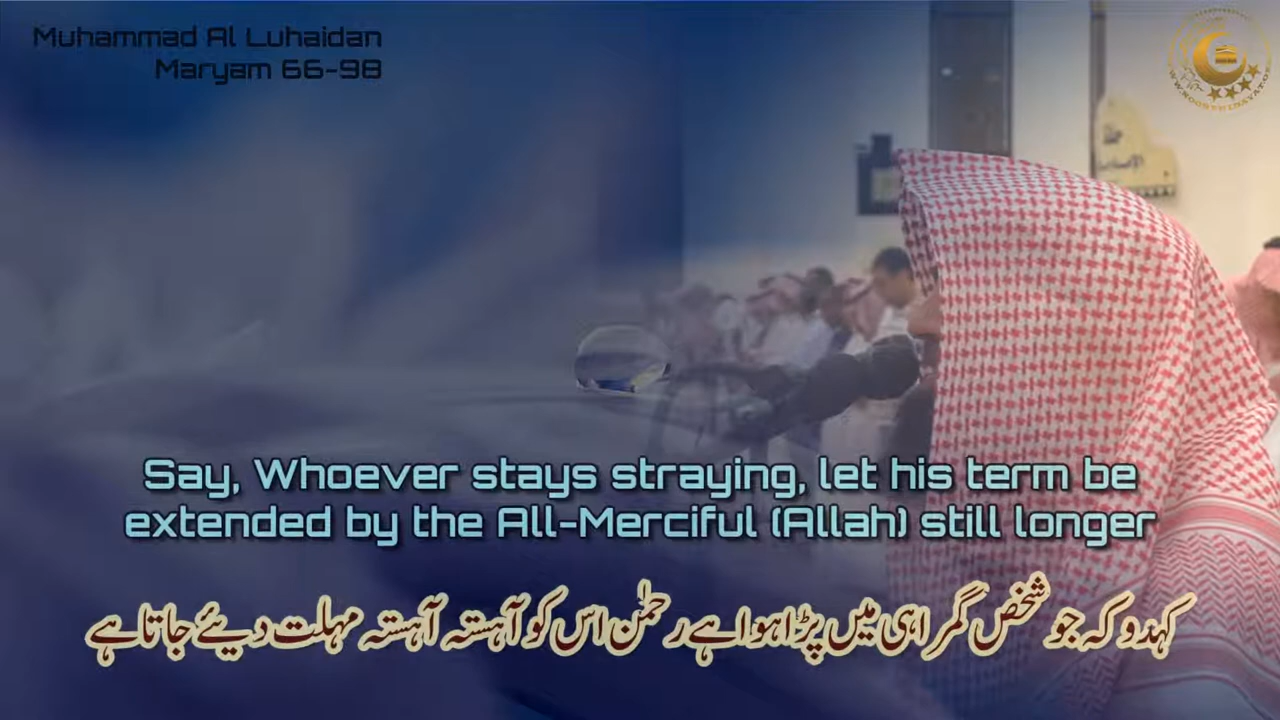 Muhammad Al Luhaidan
Maryam 66-98
Say, Whoever stays straying, let his term be
extended by the All-Merciful (Allah) still longer
کہدو کہ جو شخص گمراہی میں پڑا ہوا ہے رحمٰن اس کو آہستہ آہستہ مہلت دیئے جاتا ہے